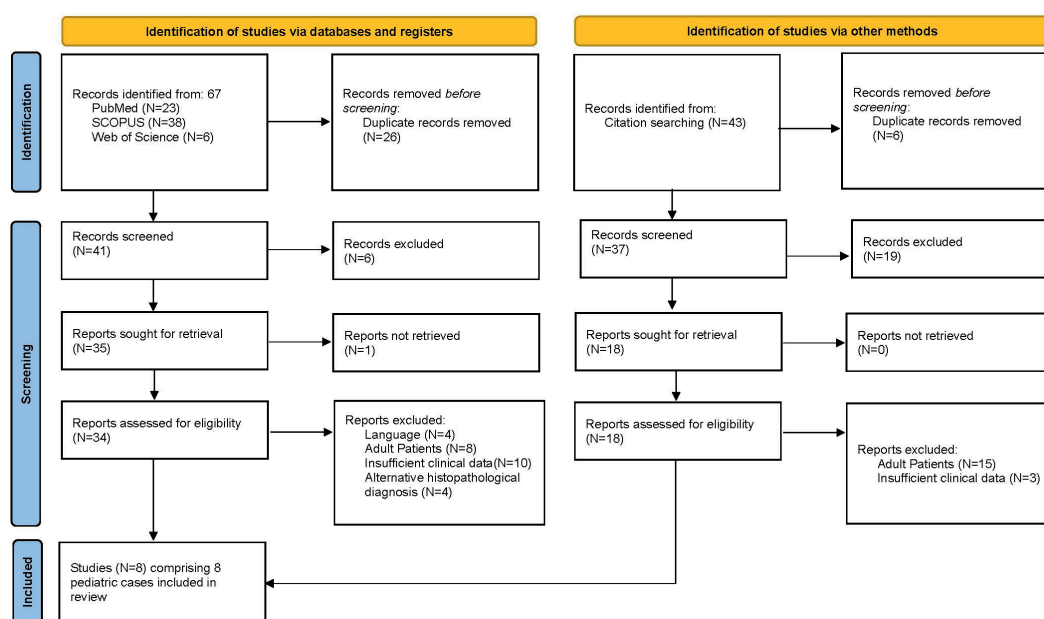 Identification of studies via databases and registers
Identification of studies via other methods
Identification
Records identified from: 67
PubMed (N=23)
SCOPUS (N=38)
Web of Science (N=6)
Records removed before
screening:
Duplicate records removed
(N=26)
Records identified from:
Citation searching (N=43)
Records removed before
screening:
Duplicate records removed
(N=6)
Screening
Records screened
(N=41)
Records excluded
(N=6)
Records screened
(N=37)
Records excluded
(N=19)
Reports sought for retrieval
(N=35)
Reports not retrieved
(N=1)
Reports sought for retrieval
(N=18)
Reports not retrieved
(N=0)
Reports assessed for eligibility
(N=34)
Reports excluded:
Language (N=4)
Adult Patients (N=8)
Insufficient clinical data(N=10)
Alternative histopathological
diagnosis (N=4)
Reports assessed for eligibility
(N=18)
Reports excluded:
Adult Patients (N=15)
Insufficient clinical data (N=3)
Included
Studies (N=8) comprising 8
pediatric cases included in
review